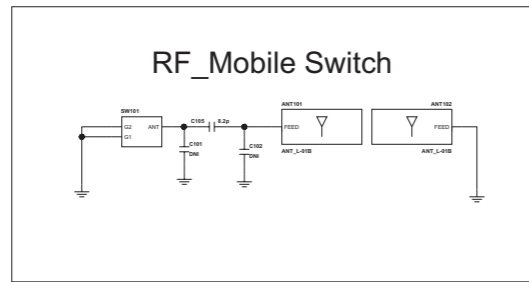 RF_Mobile Switch
SW101
G2
G1
ANT
C105
8.2p
C101
DNI
C102
DNI
ANT101
FEED
ANT_L-01B
ANT102
FEED
ANT_L-01B